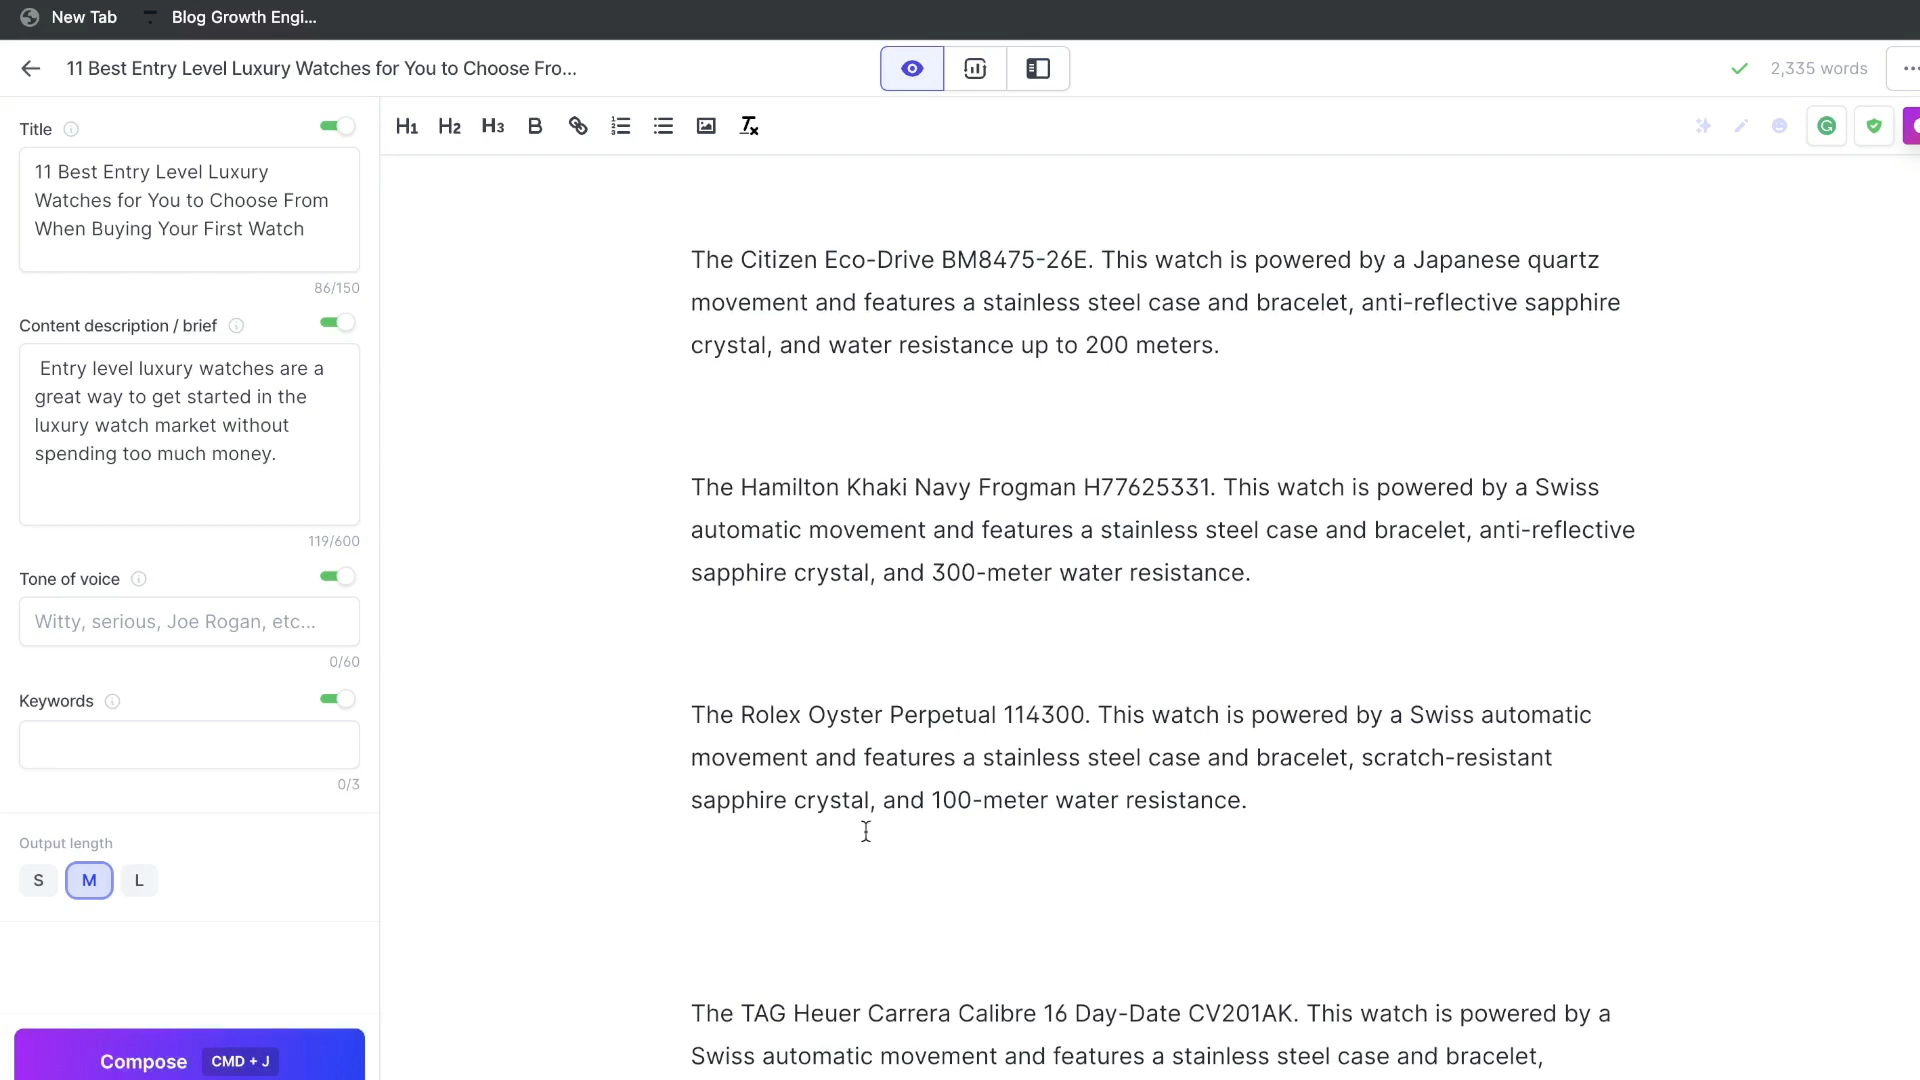 New Tab
Blog Growth Engi...
11 Best Entry Level Luxury Watches for You to Choose Fro...
2,335 words
Title
H1 H2 H3 B
11 Best Entry Level Luxury
Watches for You to Choose From
When Buying Your First Watch
86/150
Content description / brief
Entry level luxury watches are a
great way to get started in the
luxury watch market without
spending too much money.
119/600
Tone of voice
Witty, serious, Joe Rogan, etc...
0/60
Keywords
0/3
Output length
S M L
Compose CMD + J
The Citizen Eco-Drive BM8475-26E. This watch is powered by a Japanese quartz
movement and features a stainless steel case and bracelet, anti-reflective sapphire
crystal, and water resistance up to 200 meters.
The Hamilton Khaki Navy Frogman H77625331. This watch is powered by a Swiss
automatic movement and features a stainless steel case and bracelet, anti-reflective
sapphire crystal, and 300-meter water resistance.
The Rolex Oyster Perpetual 114300. This watch is powered by a Swiss automatic
movement and features a stainless steel case and bracelet, scratch-resistant
sapphire crystal, and 100-meter water resistance.
The TAG Heuer Carrera Calibre 16 Day-Date CV201AK. This watch is powered by a
Swiss automatic movement and features a stainless steel case and bracelet,